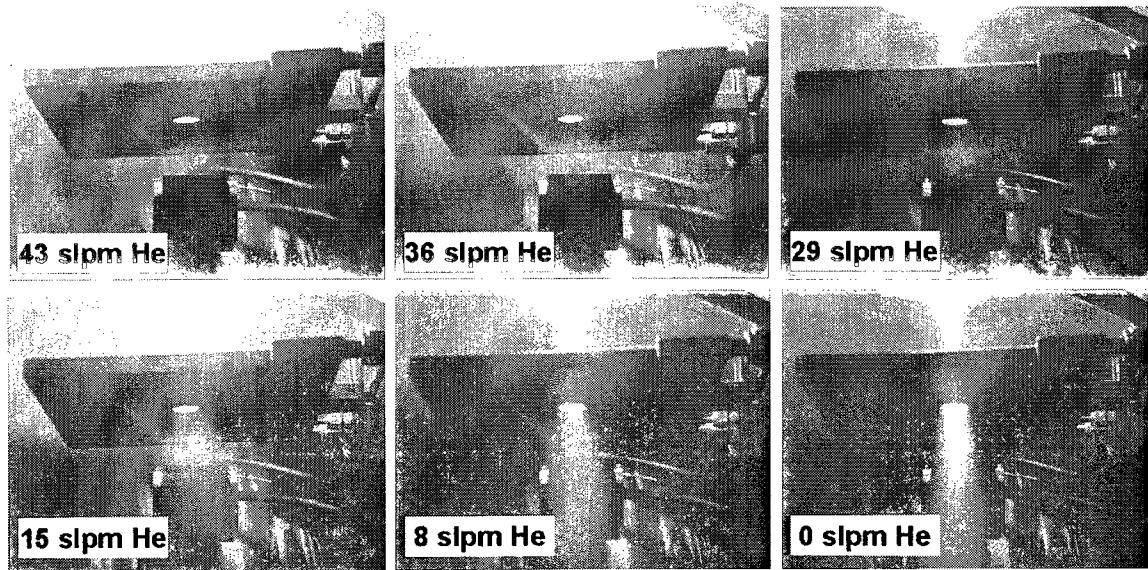 43 slpm He
36 slpm He
29 slpm He
15 slpm He
8 slpm He
0 slpm He